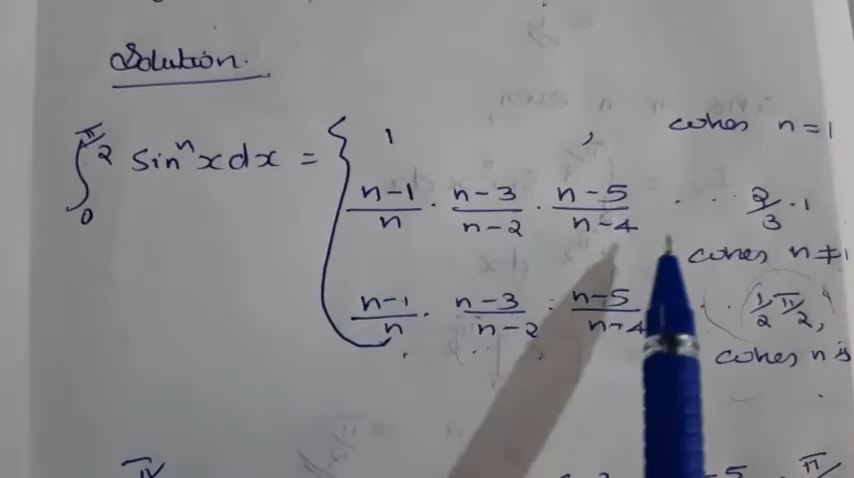 Solution.
∫₀^{π/2} sinⁿx dx = { 1 , when n=1
(n-1)/n · (n-3)/(n-2) · (n-5)/(n-4) · · · 2/3 · 1
when n≠1
(n-1)/n · (n-3)/(n-2) · (n-5)/(n-4) · · 1/2 π/2,
when n is